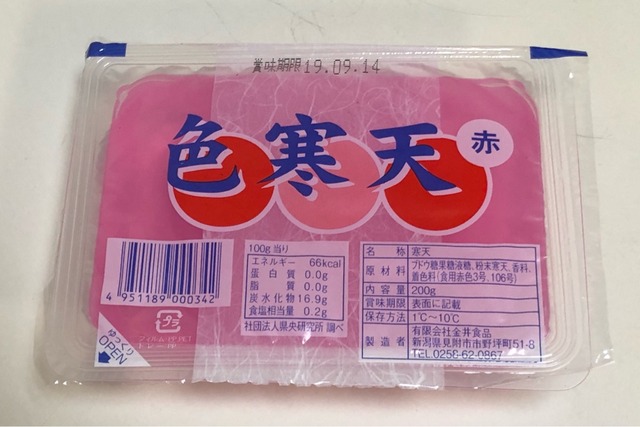 賞味期限 19.09.14
色寒天
赤
4 951189 000342
プラ
ゆっくり
OPEN
100g当り
エネルギー 66kcal
蛋白質 0.0g
脂質 0.0g
炭水化物 16.9g
食塩相当量 0.2g
社団法人県央研究所 調べ
名称 寒天
原材料 ブドウ糖果糖液糖、粉末寒天、香料、
着色料(食用赤色3号、106号)
内容量 200g
賞味期限 表面に記載
保存方法 1℃~10℃
製造者 有限会社金井食品
新潟県見附市市野坪町51-8
TEL 0258-62-0867